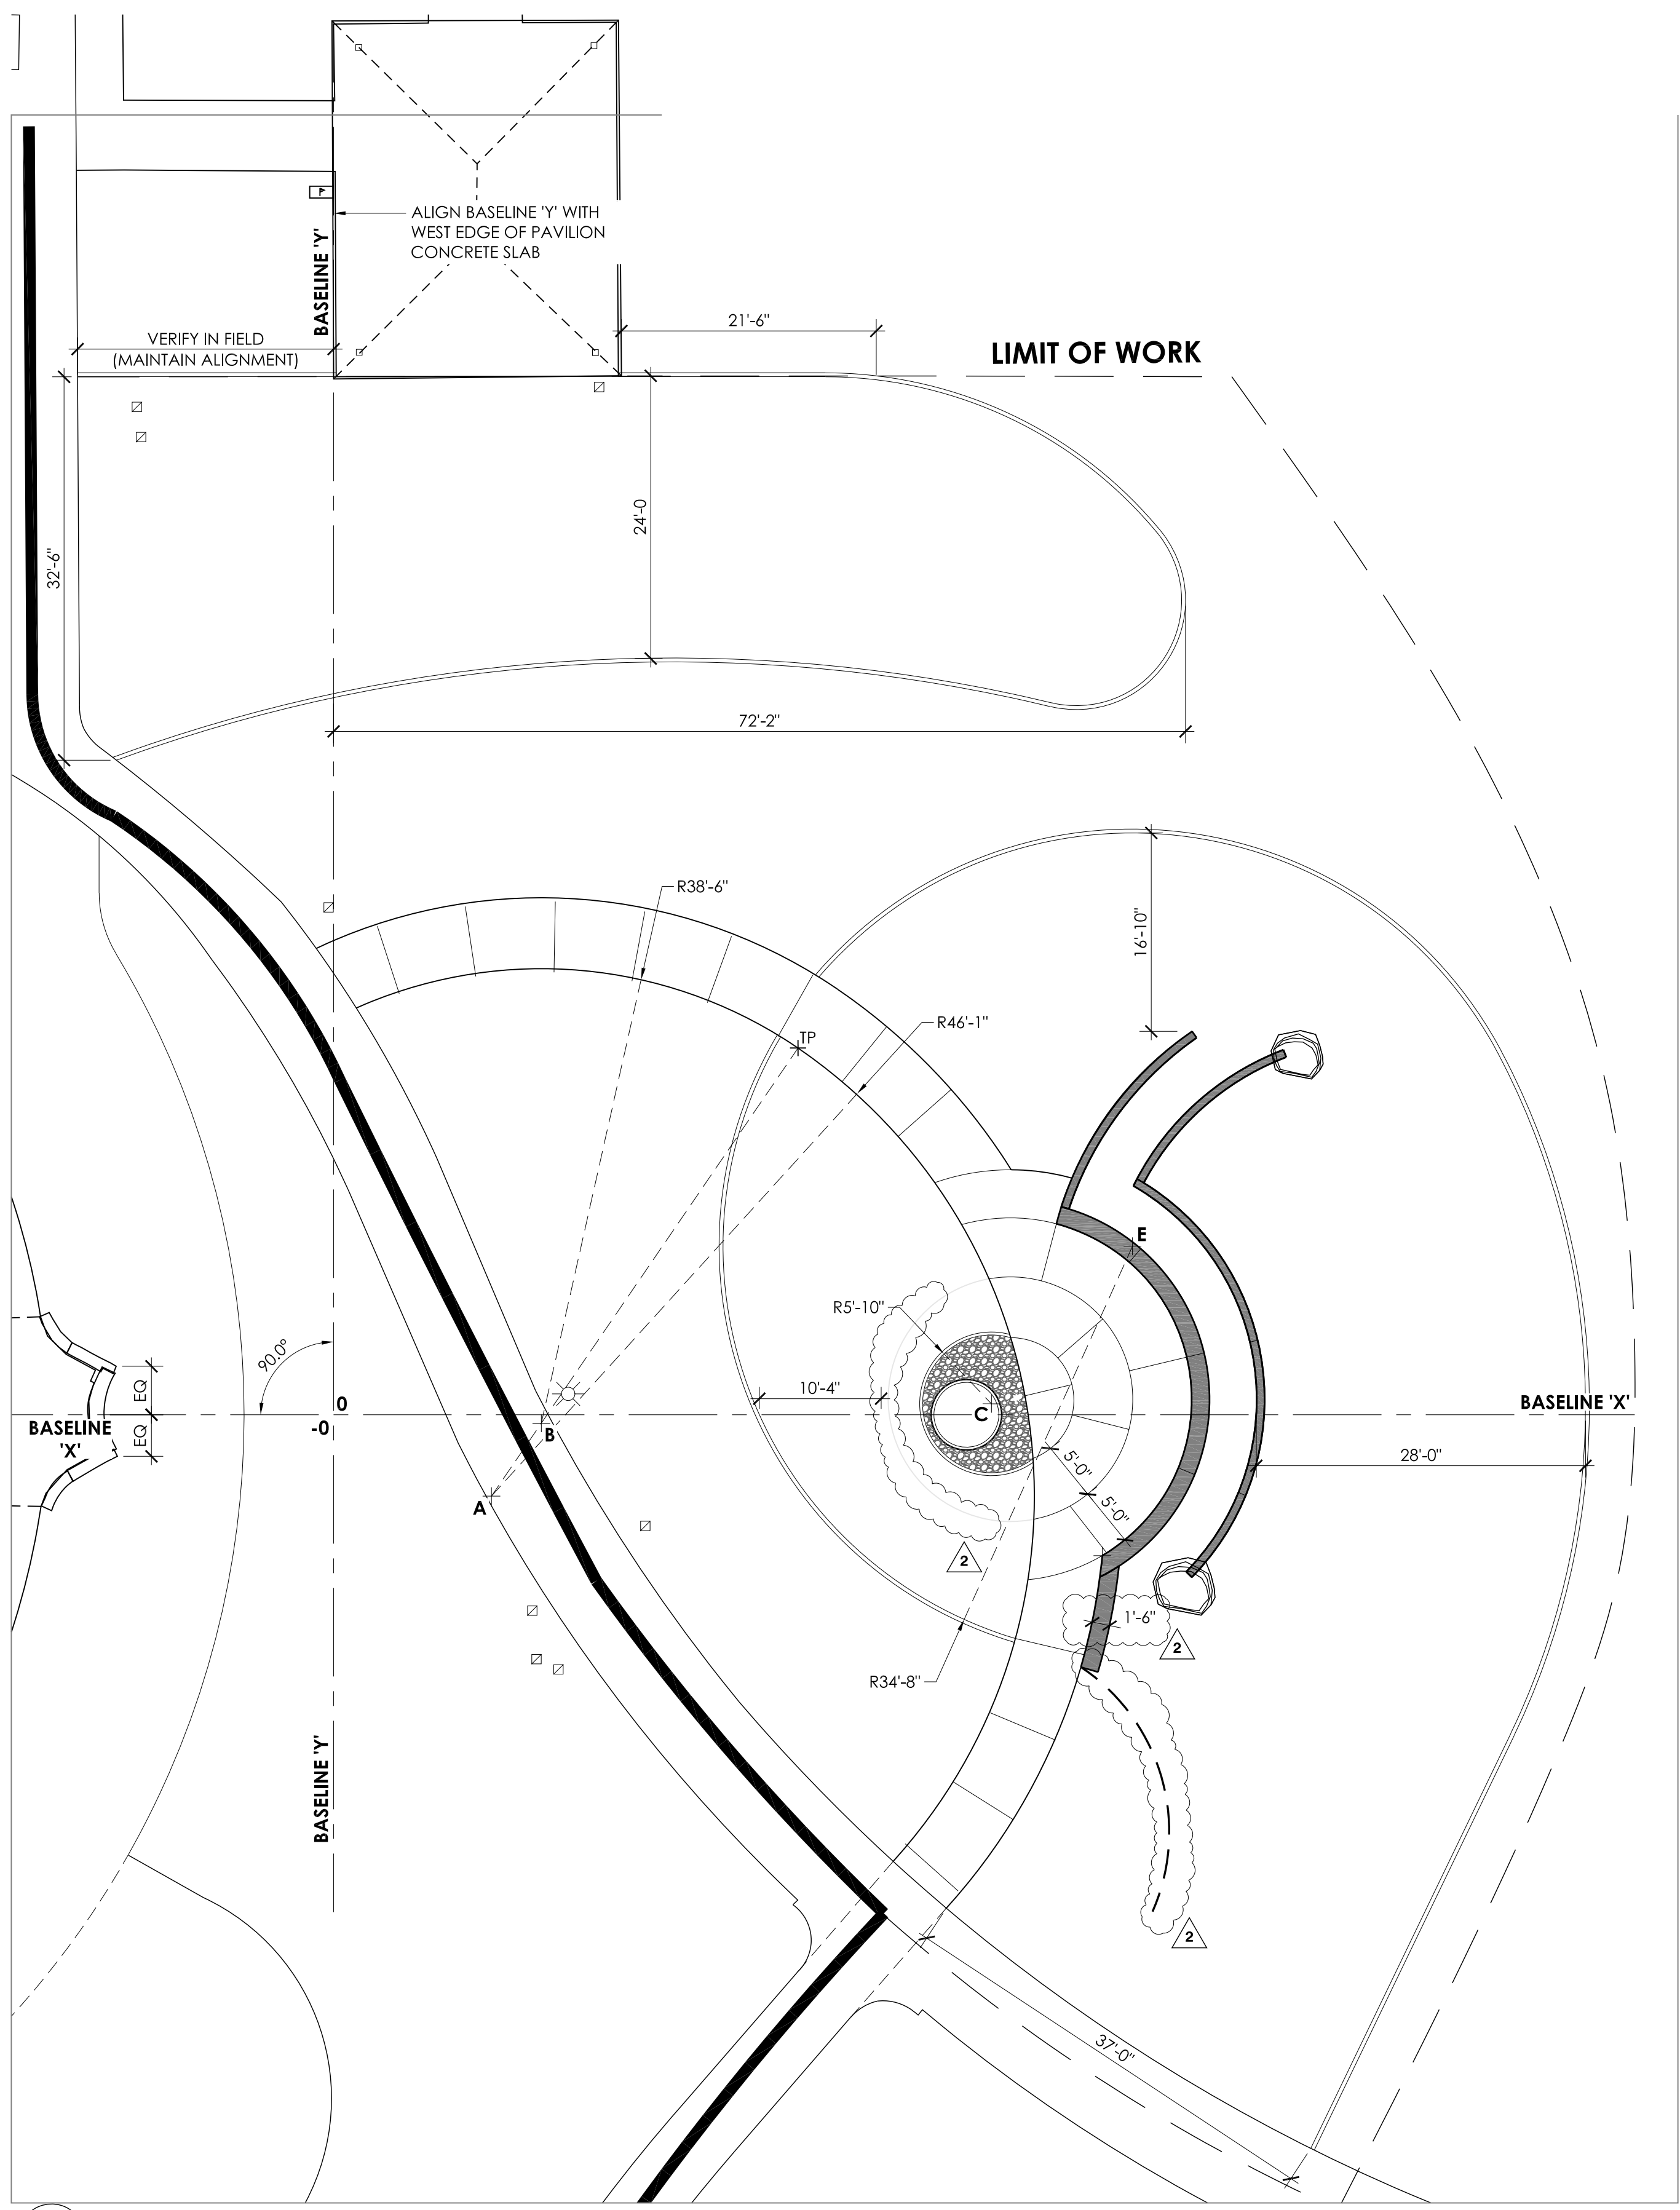 ALIGN BASELINE 'Y' WITH
WEST EDGE OF PAVILION
CONCRETE SLAB
BASELINE 'Y'
21'-6"
VERIFY IN FIELD
(MAINTAIN ALIGNMENT)
LIMIT OF WORK
24'-0
32'-6"
72'-2"
R38'-6"
16'-10"
R46'-1"
TP
E
R5'-10"
90.0°
EQ
10'-4"
0
-0
BASELINE 'X'
C
BASELINE
'X'
EQ
B
28'-0"
5'-0"
A
5'-0"
2
1'-6"
2
R34'-8"
BASELINE 'Y'
2
37'-0"